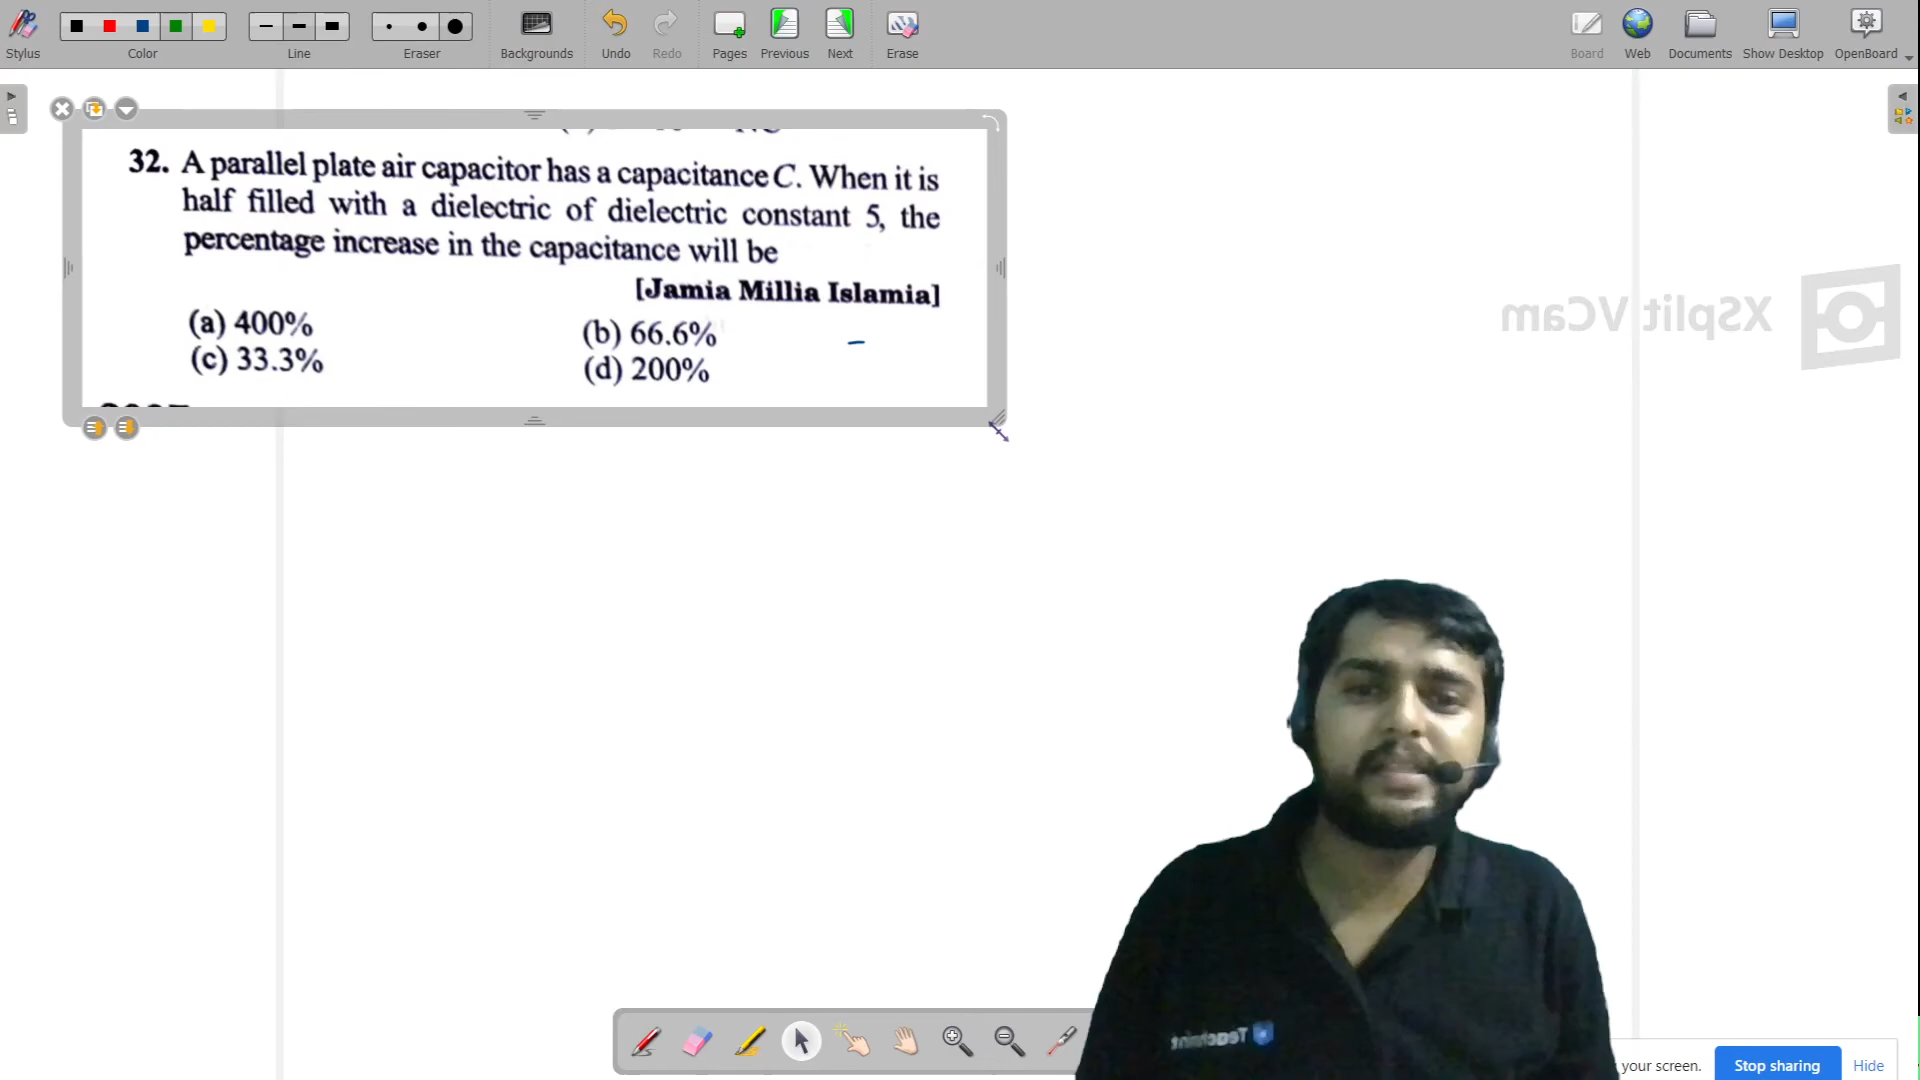 Stylus
Color
Line
Eraser
Backgrounds
Undo
Redo
Pages
Previous
Next
Erase
Board
Web
Documents
Show Desktop
OpenBoard
32. A parallel plate air capacitor has a capacitance C. When it is
half filled with a dielectric of dielectric constant 5, the
percentage increase in the capacitance will be
[Jamia Millia Islamia]
(a) 400%
(b) 66.6%
(c) 33.3%
(d) 200%
XSplit VCam
Teachmint
your screen.
Stop sharing
Hide